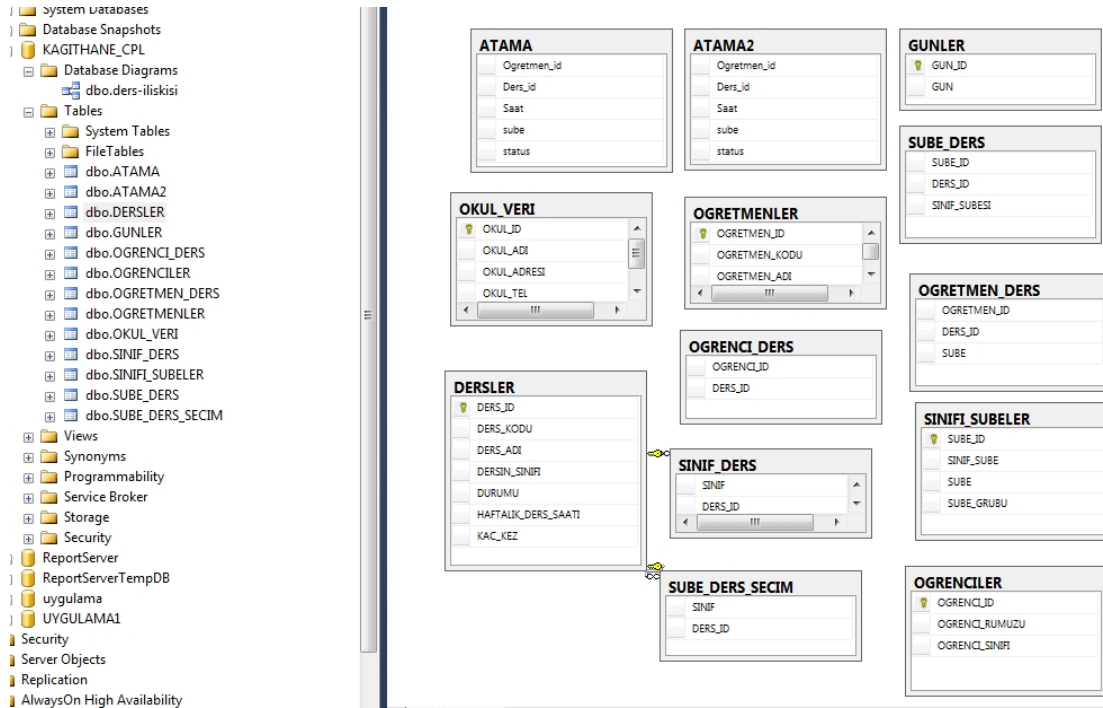 System Databases
Database Snapshots
KAGITHANE_CPL
Database Diagrams
dbo.ders-iliskisi
Tables
System Tables
FileTables
dbo.ATAMA
dbo.ATAMA2
dbo.DERSLER
dbo.GUNLER
dbo.OGRENCI_DERS
dbo.OGRENCILER
dbo.OGRETMEN_DERS
dbo.OGRETMENLER
dbo.OKUL_VERI
dbo.SINIF_DERS
dbo.SINIFI_SUBELER
dbo.SUBE_DERS
dbo.SUBE_DERS_SECIM
Views
Synonyms
Programmability
Service Broker
Storage
Security
ReportServer
ReportServerTempDB
uygulama
UYGULAMA1
Security
Server Objects
Replication
AlwaysOn High Availability
ATAMA
Ogretmen_id
Ders_id
Saat
sube
status
ATAMA2
Ogretmen_id
Ders_id
Saat
sube
status
GUNLER
GUN_ID
GUN
SUBE_DERS
SUBE_ID
DERS_ID
SINIF_SUBESI
OKUL_VERI
OKUL_ID
OKUL_ADI
OKUL_ADRESI
OKUL_TEL
OGRETMENLER
OGRETMEN_ID
OGRETMEN_KODU
OGRETMEN_ADI
OGRETMEN_DERS
OGRETMEN_ID
DERS_ID
SUBE
OGRENCI_DERS
OGRENCI_ID
DERS_ID
DERSLER
DERS_ID
DERS_KODU
DERS_ADI
DERSIN_SINIFI
DURUMU
HAFTALIK_DERS_SAATI
KAC_KEZ
SINIF_DERS
SINIF
DERS_ID
SINIFI_SUBELER
SUBE_ID
SINIF_SUBE
SUBE
SUBE_GRUBU
SUBE_DERS_SECIM
SINIF
DERS_ID
OGRENCILER
OGRENCI_ID
OGRENCI_RUMUZU
OGRENCI_SINIFI